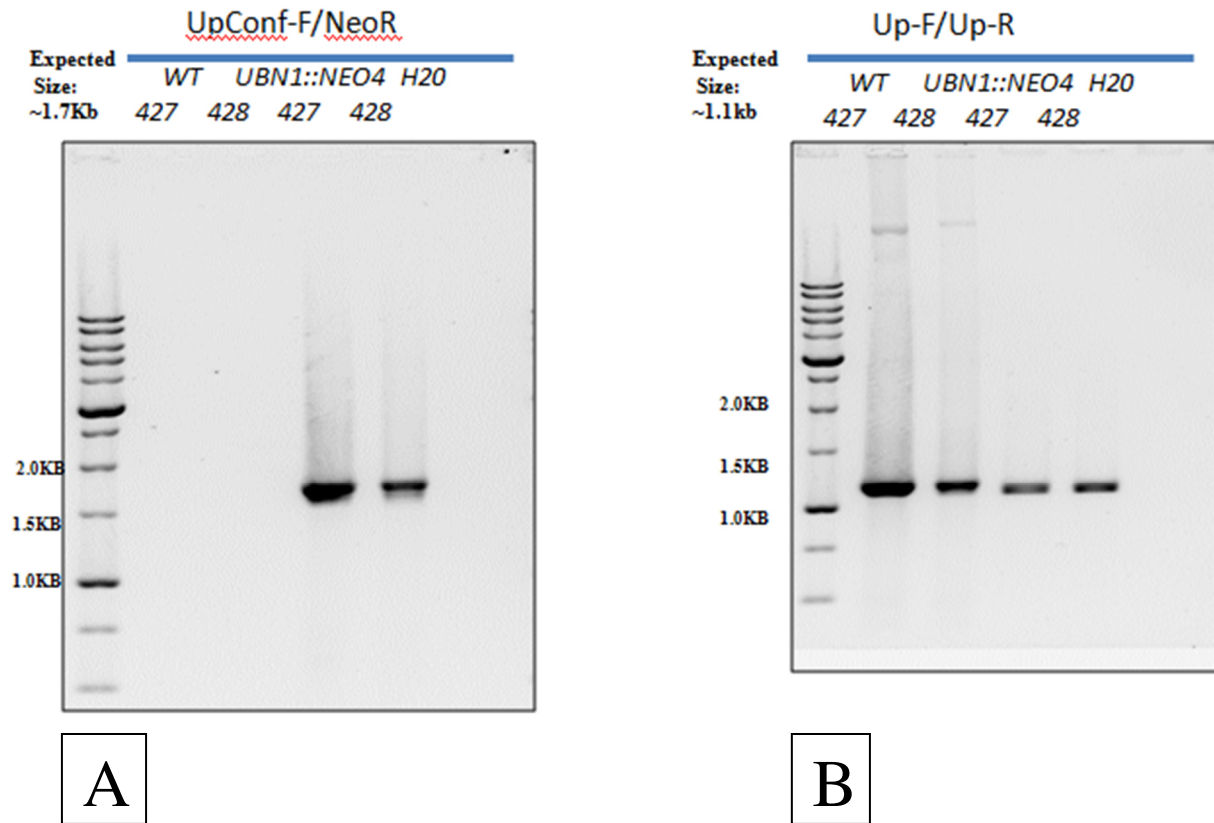 UpConf-F/NeoR
Expected
Size:
~1.7Kb
WT UBN1::NEO4 H20
427 428 427 428
2.0KB
1.5KB
1.0KB
A
Up-F/Up-R
Expected
Size:
~1.1kb
WT UBN1::NEO4 H20
427 428 427 428
2.0KB
1.5KB
1.0KB
B